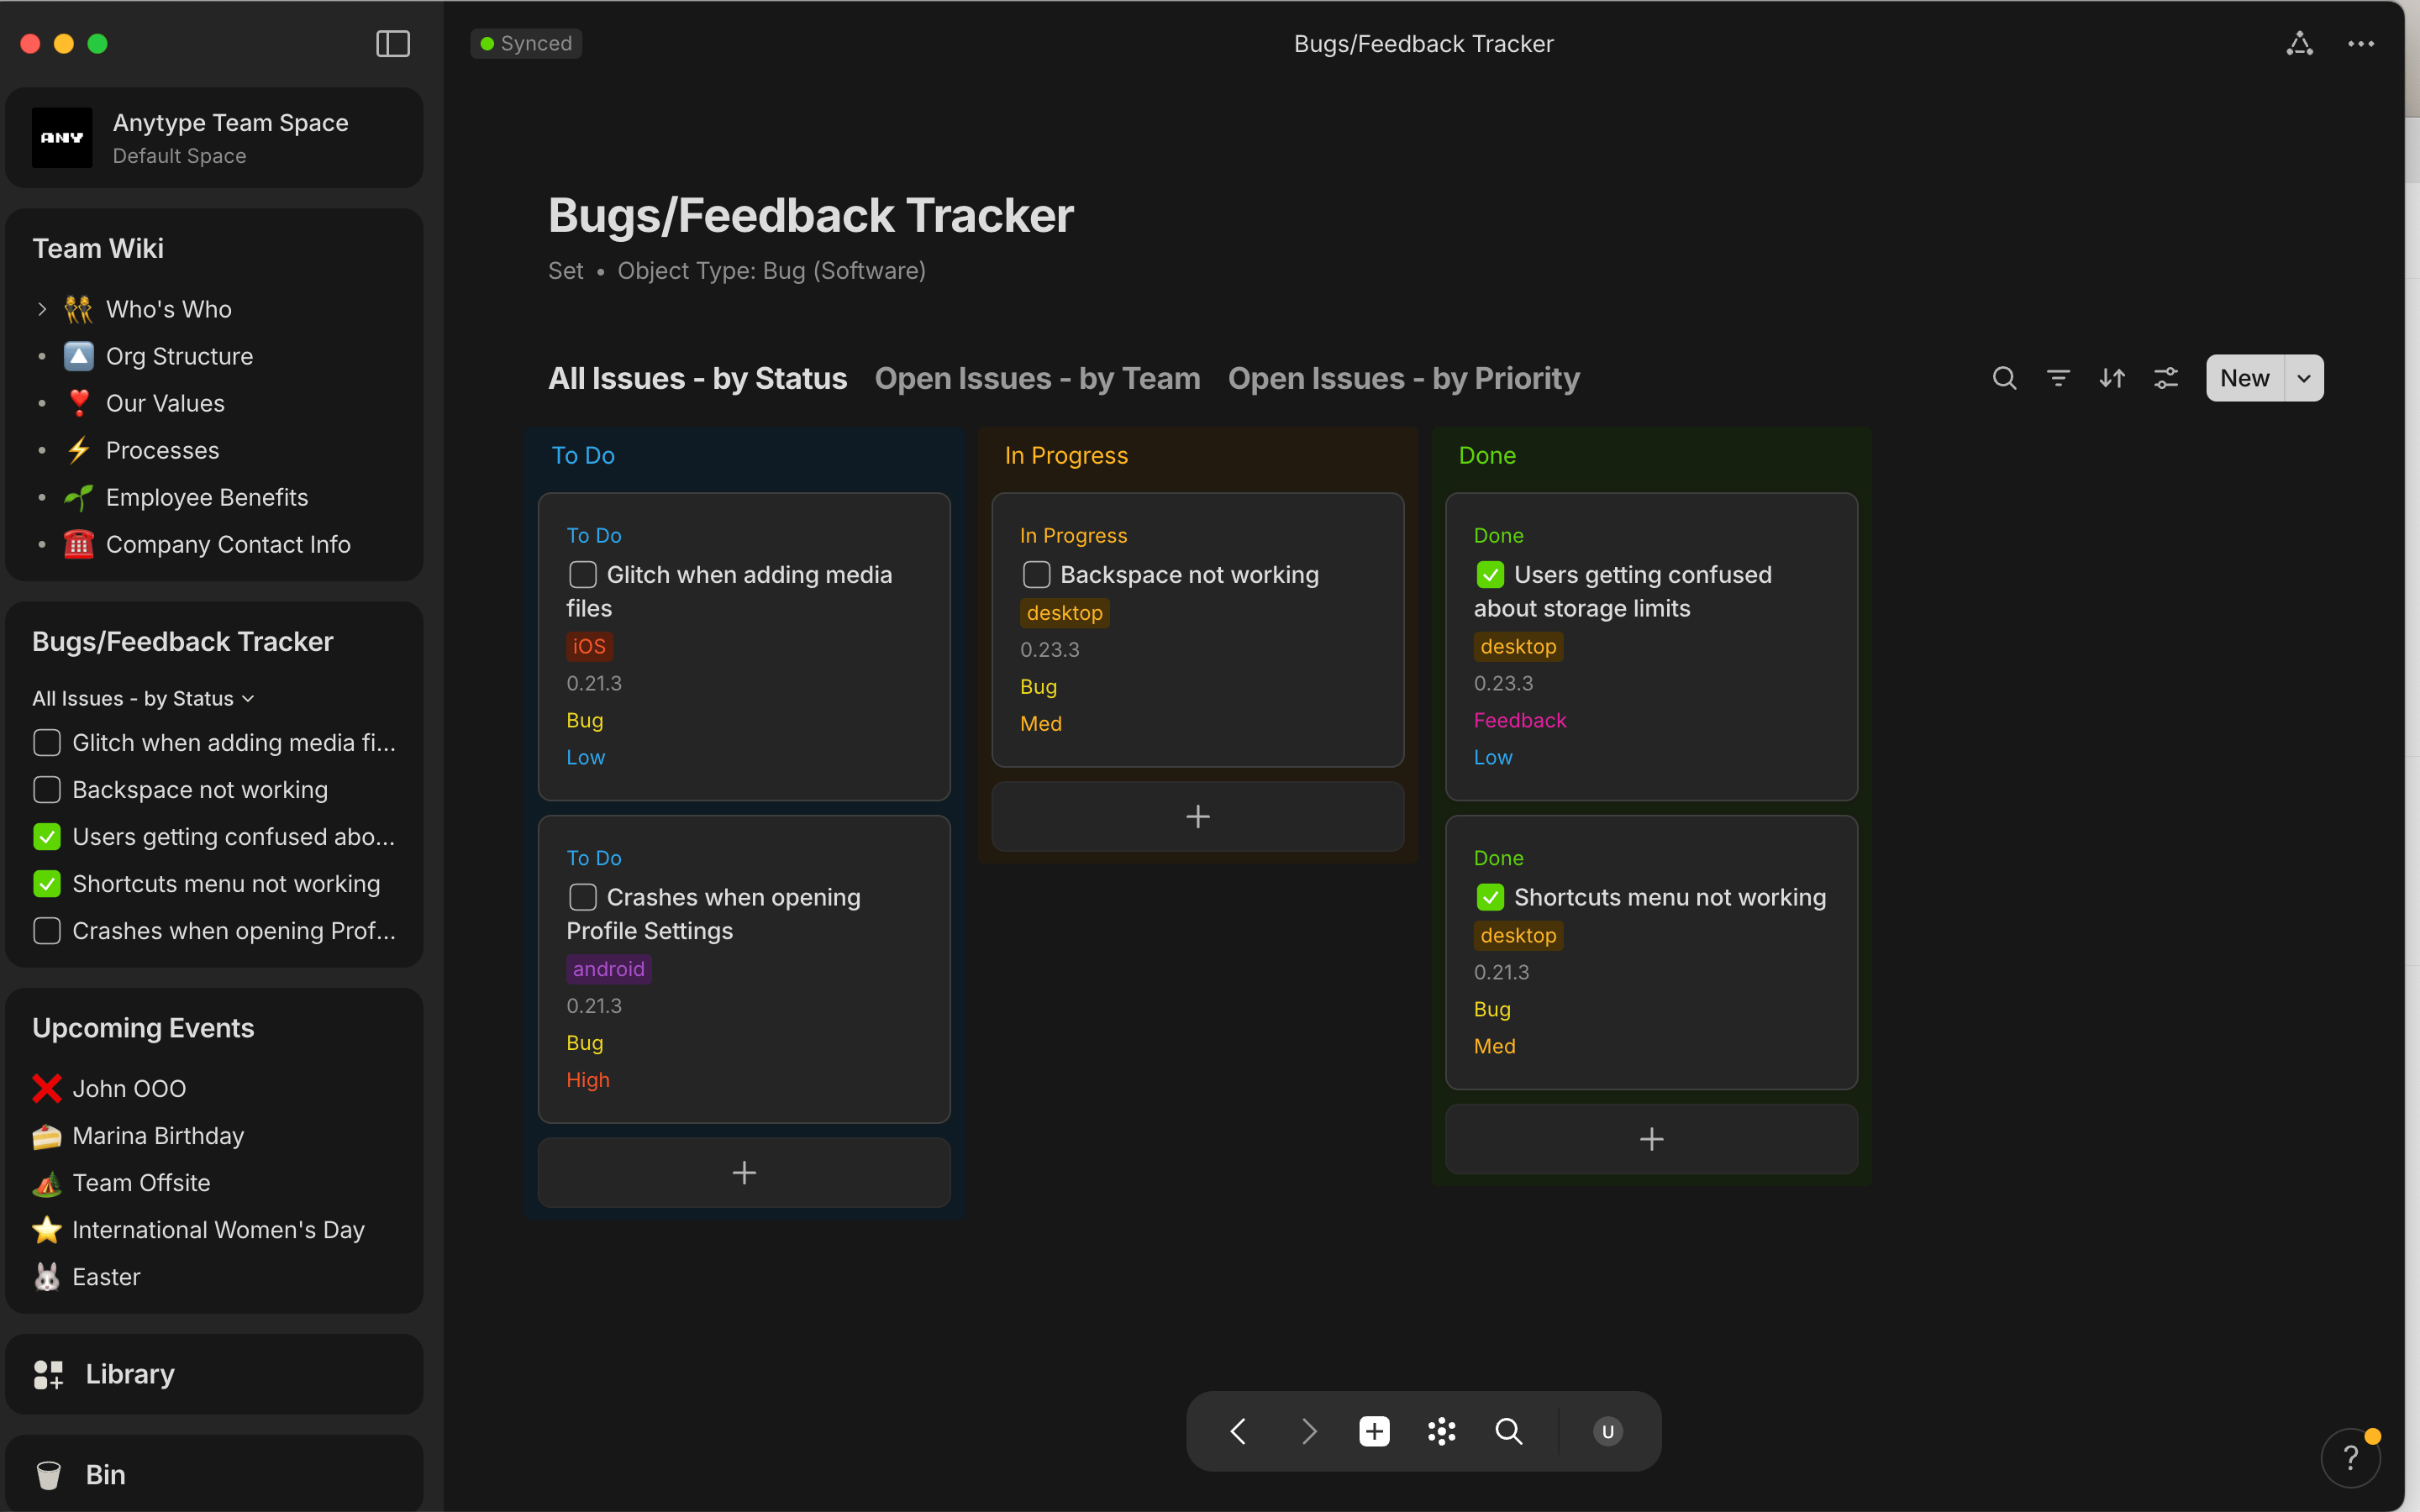 Synced
Bugs/Feedback Tracker
ANY
Anytype Team Space
Default Space
Team Wiki
Who's Who
Org Structure
Our Values
Processes
Employee Benefits
Company Contact Info
Bugs/Feedback Tracker
All Issues - by Status
Glitch when adding media fi...
Backspace not working
Users getting confused abo...
Shortcuts menu not working
Crashes when opening Prof...
Upcoming Events
John OOO
Marina Birthday
Team Offsite
International Women's Day
Easter
Library
Bin
Bugs/Feedback Tracker
Set • Object Type: Bug (Software)
All Issues - by Status Open Issues - by Team Open Issues - by Priority
New
To Do
To Do
Glitch when adding media
files
iOS
0.21.3
Bug
Low
To Do
Crashes when opening
Profile Settings
android
0.21.3
Bug
High
In Progress
In Progress
Backspace not working
desktop
0.23.3
Bug
Med
Done
Done
Users getting confused
about storage limits
desktop
0.23.3
Feedback
Low
Done
Shortcuts menu not working
desktop
0.21.3
Bug
Med
U
?